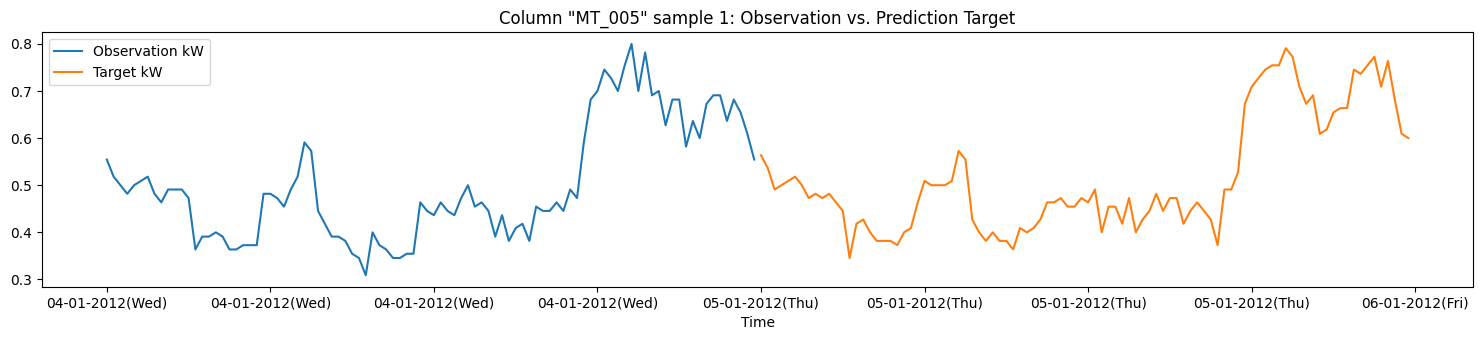 Column "MT_005" sample 1: Observation vs. Prediction Target
Observation kW
Target kW
0.8
0.7
0.6
0.5
0.4
0.3
04-01-2012(Wed) 04-01-2012(Wed) 04-01-2012(Wed) 04-01-2012(Wed) 05-01-2012(Thu) 05-01-2012(Thu) 05-01-2012(Thu) 05-01-2012(Thu) 06-01-2012(Fri)
Time